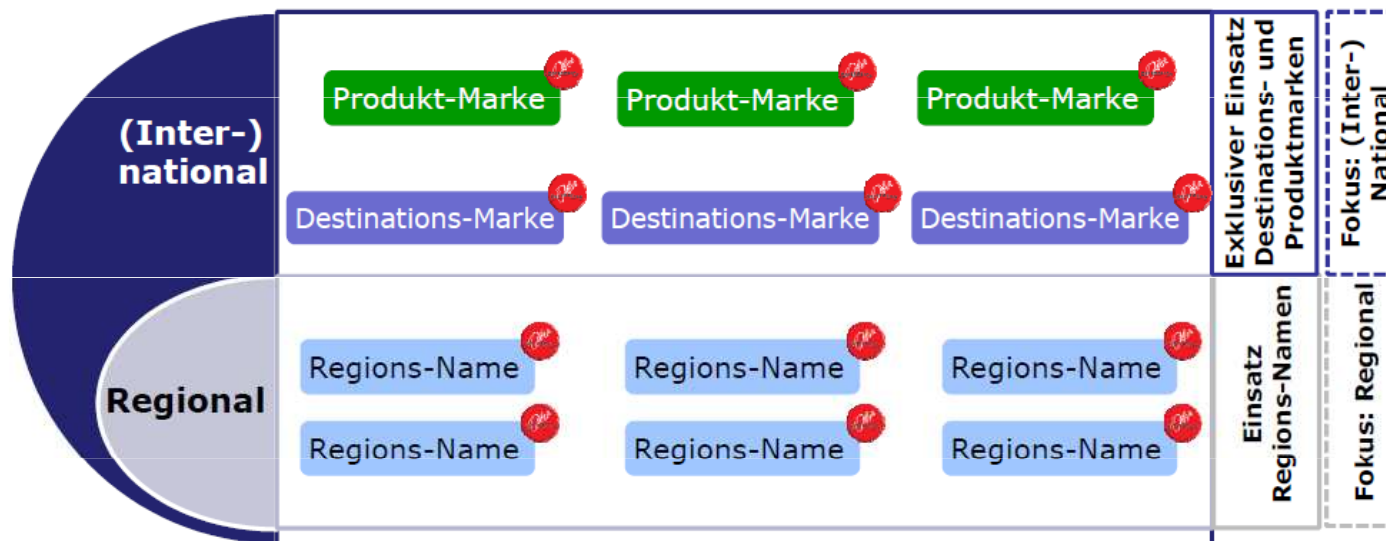 (Inter-)
national
Produkt-Marke
Produkt-Marke
Produkt-Marke
Destinations-Marke
Destinations-Marke
Destinations-Marke
Exklusiver Einsatz
Destinations- und
Produktmarken
Fokus: (Inter-)
National
Regional
Regions-Name
Regions-Name
Regions-Name
Regions-Name
Regions-Name
Regions-Name
Einsatz
Regions-Namen
Fokus: Regional